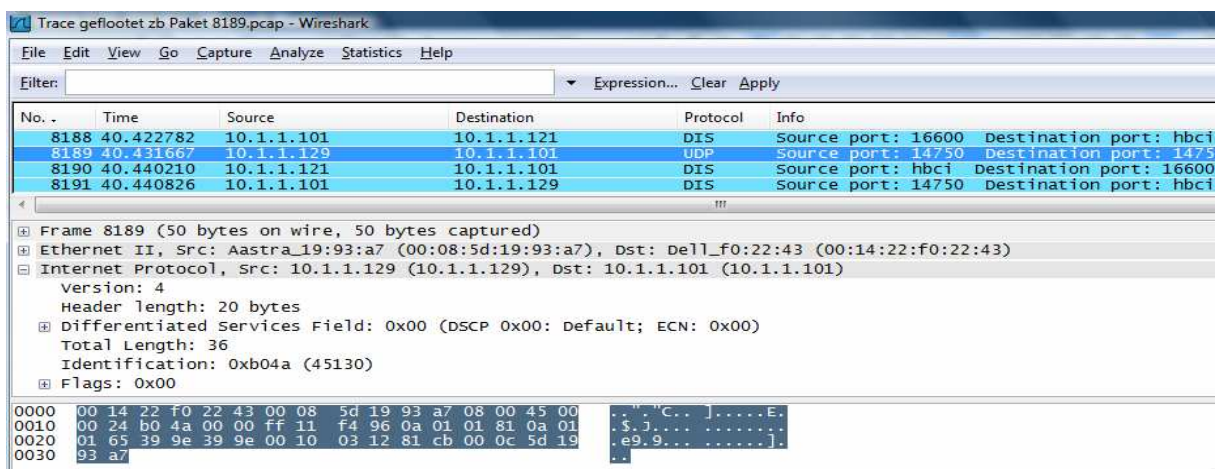 Trace geflootet zb Paket 8189.pcap - Wireshark
File Edit View Go Capture Analyze Statistics Help
Filter: Expression... Clear Apply
No. . Time Source Destination Protocol Info
8188 40.422782 10.1.1.101 10.1.1.121 DIS Source port: 16600 Destination port: hbci
8189 40.431667 10.1.1.129 10.1.1.101 UDP Source port: 14750 Destination port: 1475
8190 40.440210 10.1.1.121 10.1.1.101 DIS Source port: hbci Destination port: 16600
8191 40.440826 10.1.1.101 10.1.1.129 DIS Source port: 14750 Destination port: hbci
Frame 8189 (50 bytes on wire, 50 bytes captured)
Ethernet II, Src: Aastra_19:93:a7 (00:08:5d:19:93:a7), Dst: Dell_f0:22:43 (00:14:22:f0:22:43)
Internet Protocol, Src: 10.1.1.129 (10.1.1.129), Dst: 10.1.1.101 (10.1.1.101)
Version: 4
Header length: 20 bytes
Differentiated Services Field: 0x00 (DSCP 0x00: Default; ECN: 0x00)
Total Length: 36
Identification: 0xb04a (45130)
Flags: 0x00
0000 00 14 22 f0 22 43 00 08 5d 19 93 a7 08 00 45 00 .."."C.. ].....E.
0010 00 24 b0 4a 00 00 ff 11 f4 96 0a 01 01 81 0a 01 .$.J.... ........
0020 01 65 39 9e 39 9e 00 10 03 12 81 cb 00 0c 5d 19 .e9.9... ......].
0030 93 a7 ..